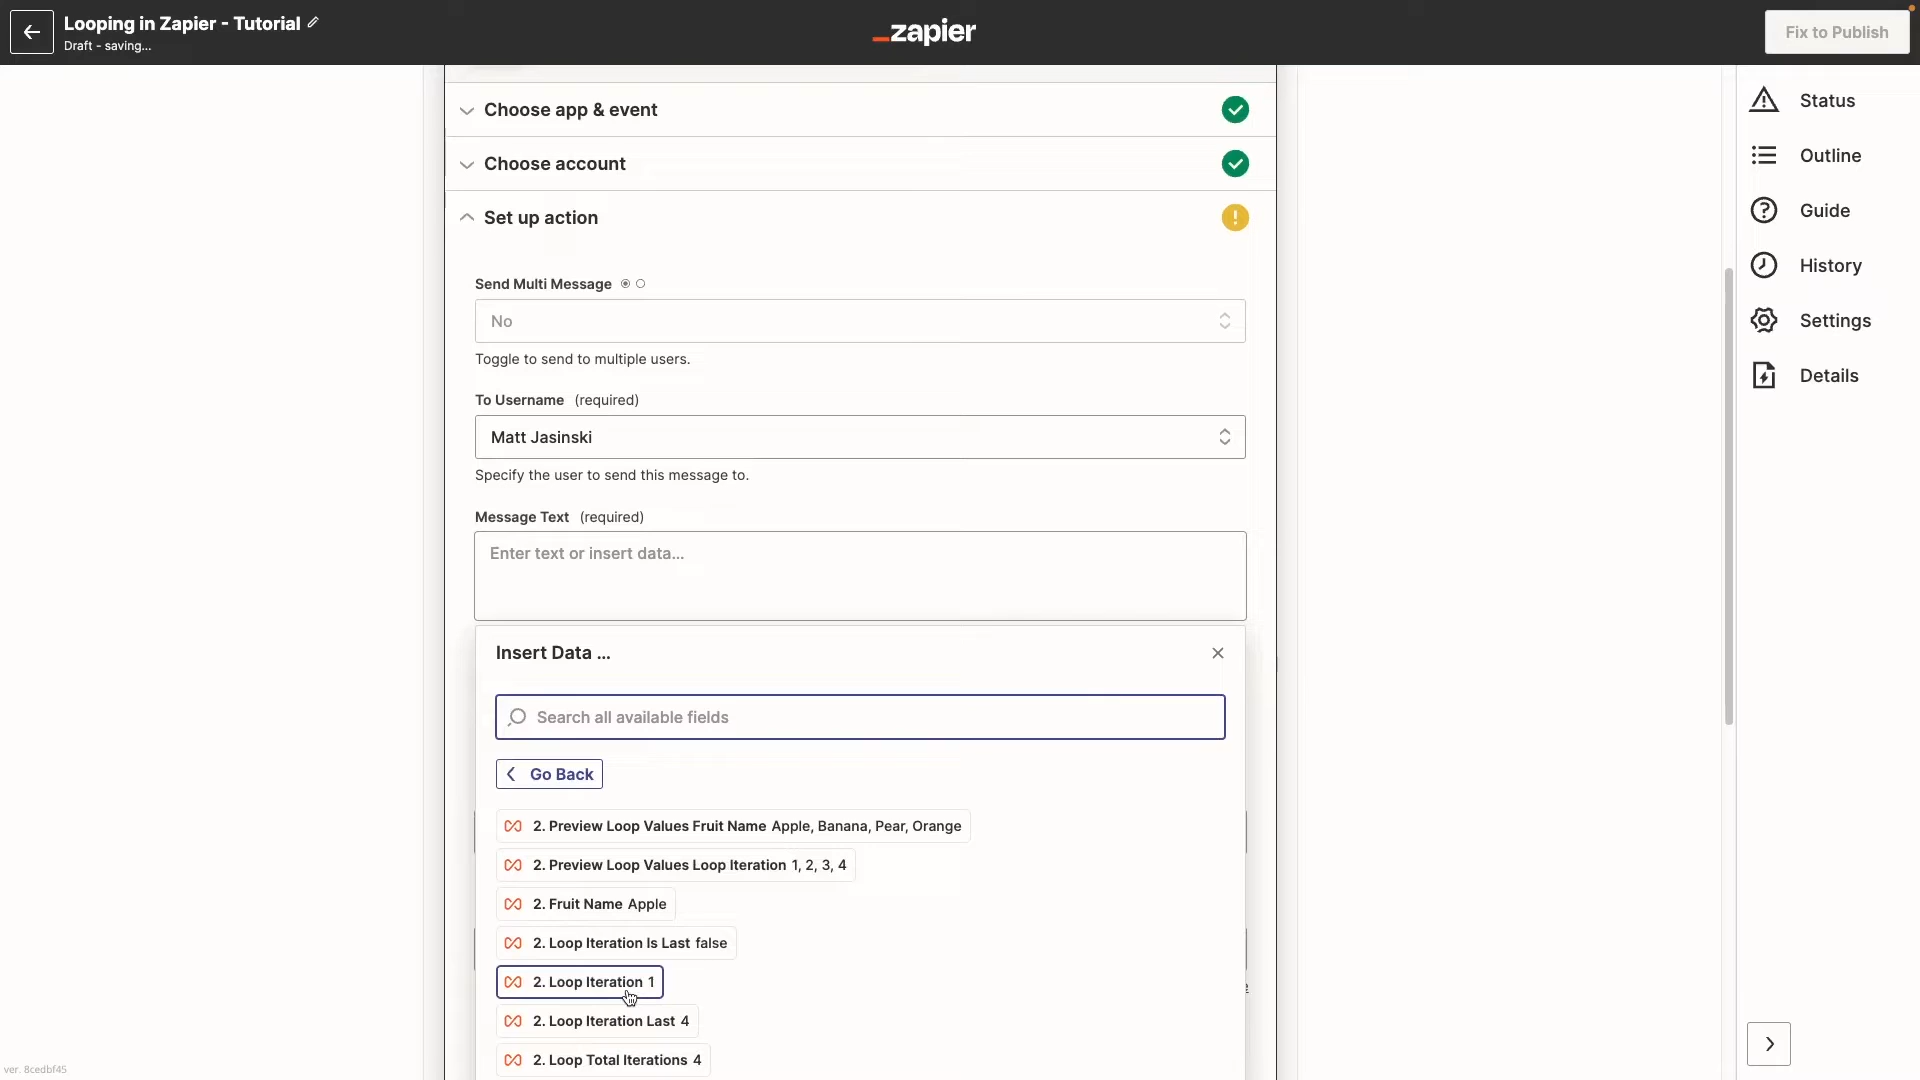 Looping in Zapier - Tutorial
Draft - saving...
_zapier
Fix to Publish
Choose app & event
Choose account
Set up action
Send Multi Message
No
Toggle to send to multiple users.
To Username (required)
Matt Jasinski
Specify the user to send this message to.
Message Text (required)
Enter text or insert data...
Insert Data ...
Search all available fields
Go Back
2. Preview Loop Values Fruit Name Apple, Banana, Pear, Orange
2. Preview Loop Values Loop Iteration 1, 2, 3, 4
2. Fruit Name Apple
2. Loop Iteration Is Last false
2. Loop Iteration 1
2. Loop Iteration Last 4
2. Loop Total Iterations 4
Status
Outline
Guide
History
Settings
Details
ver. 8cedbf45